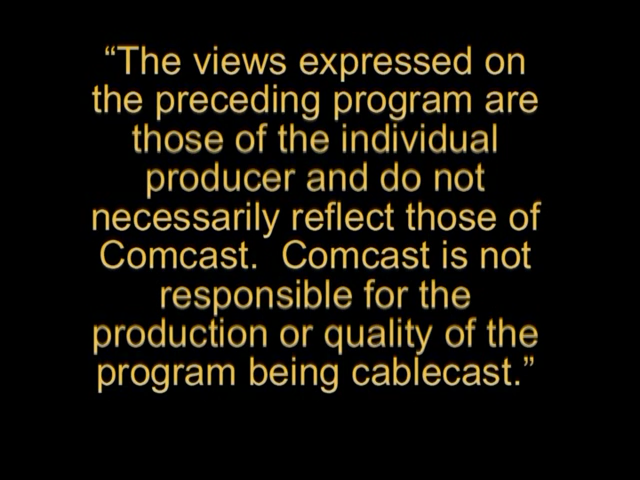 “The views expressed on
the preceding program are
those of the individual
producer and do not
necessarily reflect those of
Comcast.  Comcast is not
responsible for the
production or quality of the
program being cablecast.”